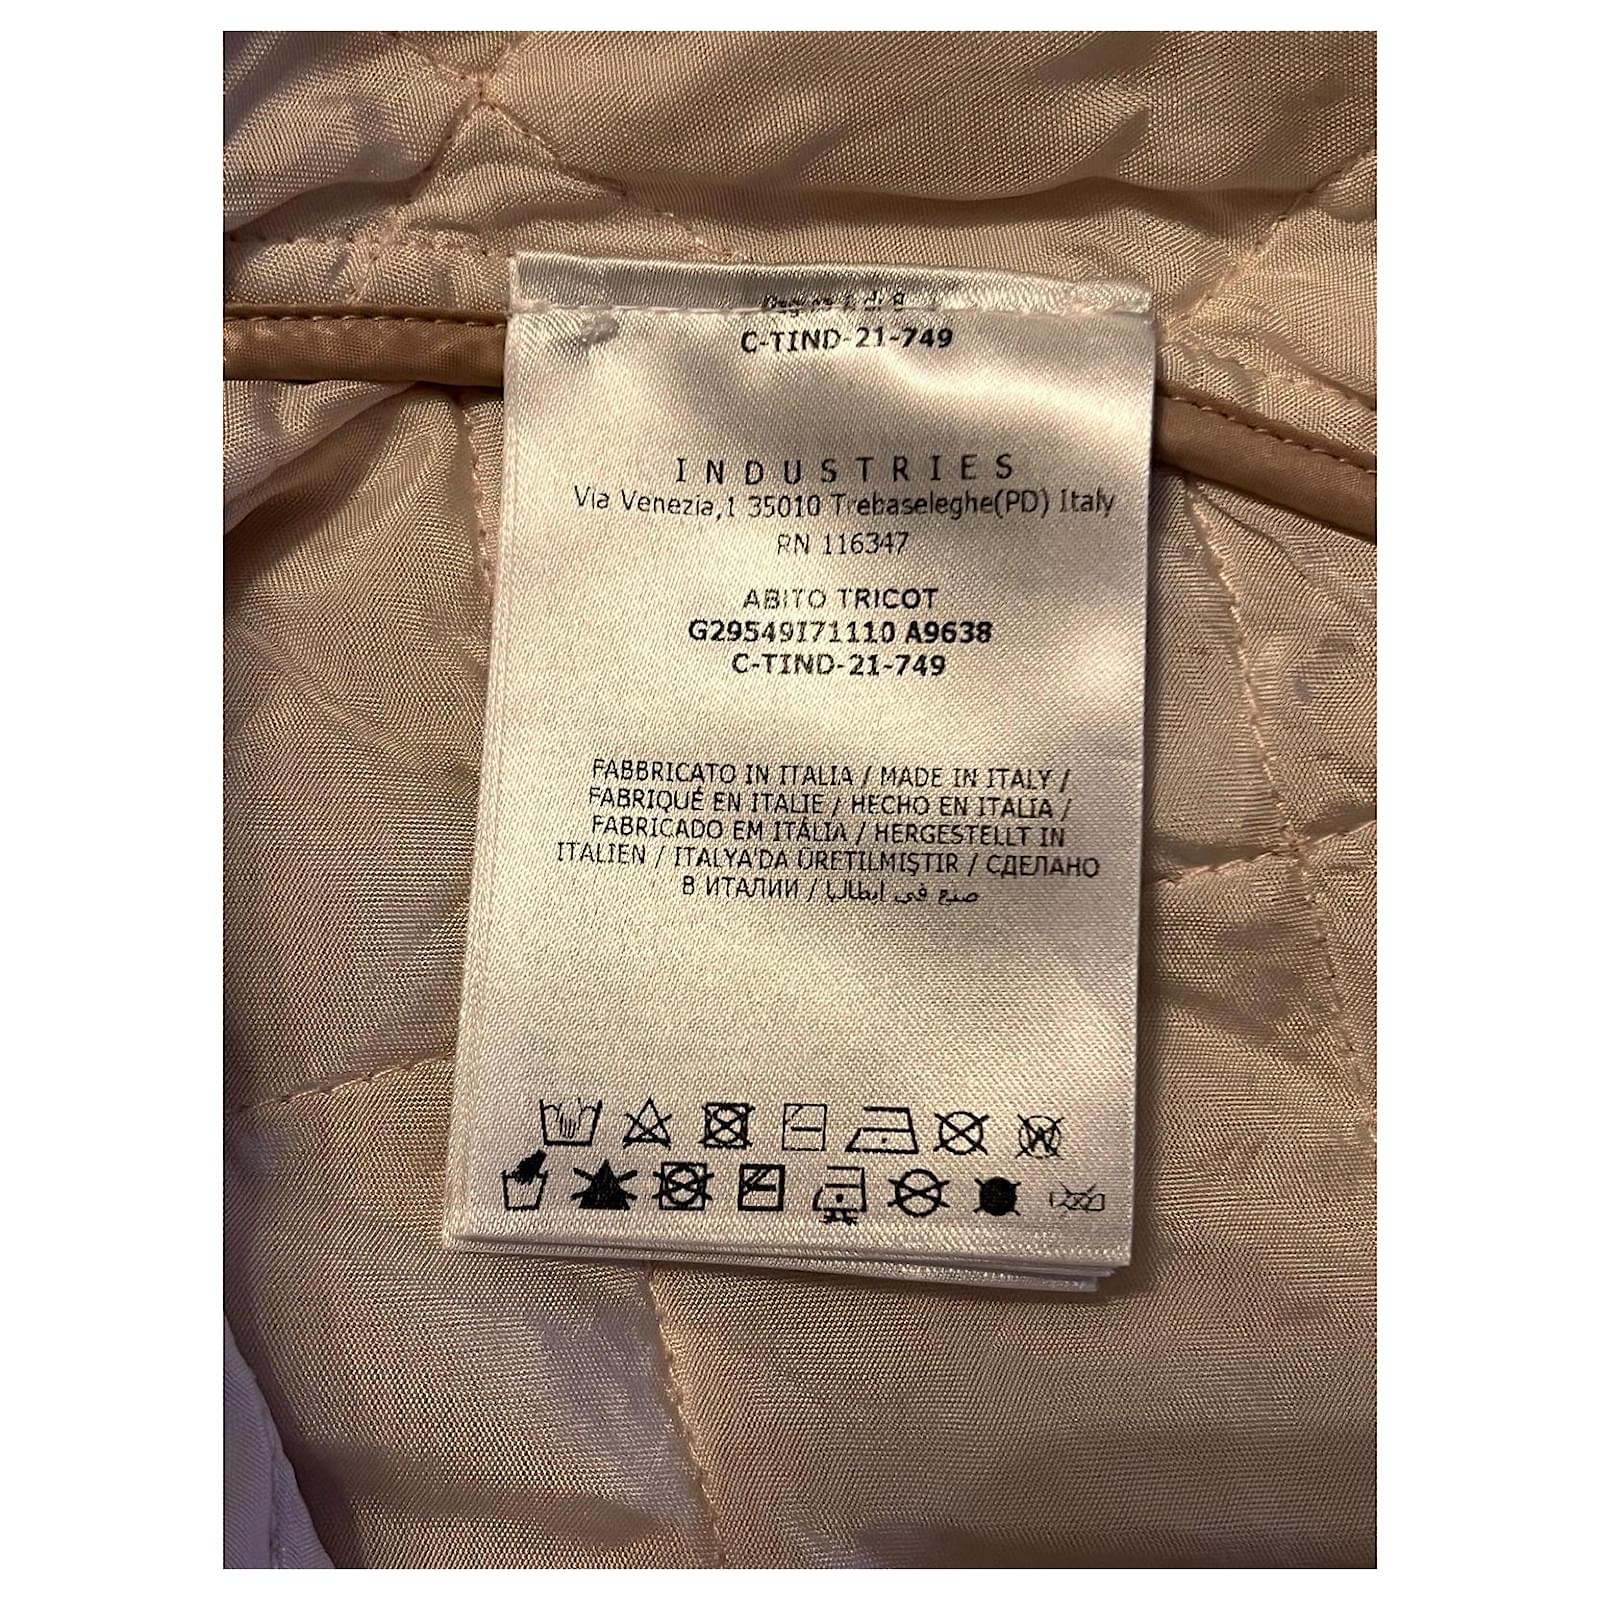 C-TIND-21-749
INDUSTRIES
Via Venezia,1 35010 Trebaseleghe(PD) Italy
RN 116347
ABITO TRICOT
G29549I71110 A9638
C-TIND-21-749
FABBRICATO IN ITALIA / MADE IN ITALY /
FABRIQUÉ EN ITALIE / HECHO EN ITALIA /
FABRICADO EM ITÁLIA / HERGESTELLT IN
ITALIEN / ITALYA'DA ÜRETILMIŞTIR / СДЕЛАНО
В ИТАЛИИ / صنع في ايطاليا